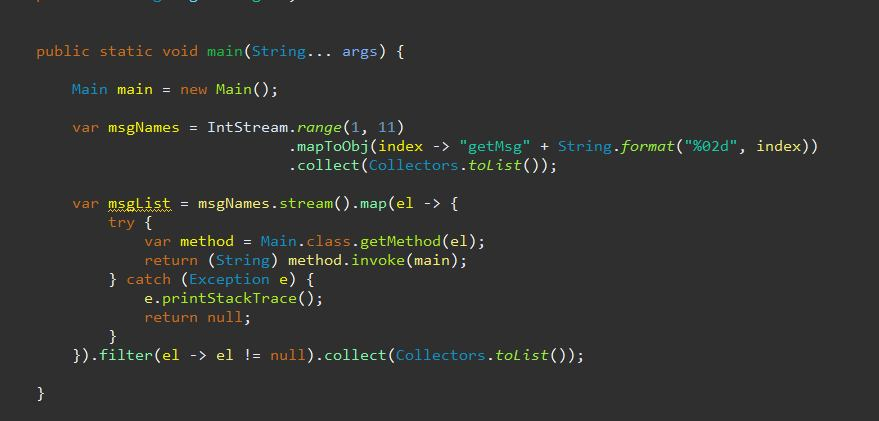 public static void main(String... args) {
Main main = new Main();
var msgNames = IntStream.range(1, 11)
.mapToObj(index -> "getMsg" + String.format("%02d", index))
.collect(Collectors.toList());
var msgList = msgNames.stream().map(el -> {
try {
var method = Main.class.getMethod(el);
return (String) method.invoke(main);
} catch (Exception e) {
e.printStackTrace();
return null;
}
}).filter(el -> el != null).collect(Collectors.toList());
}